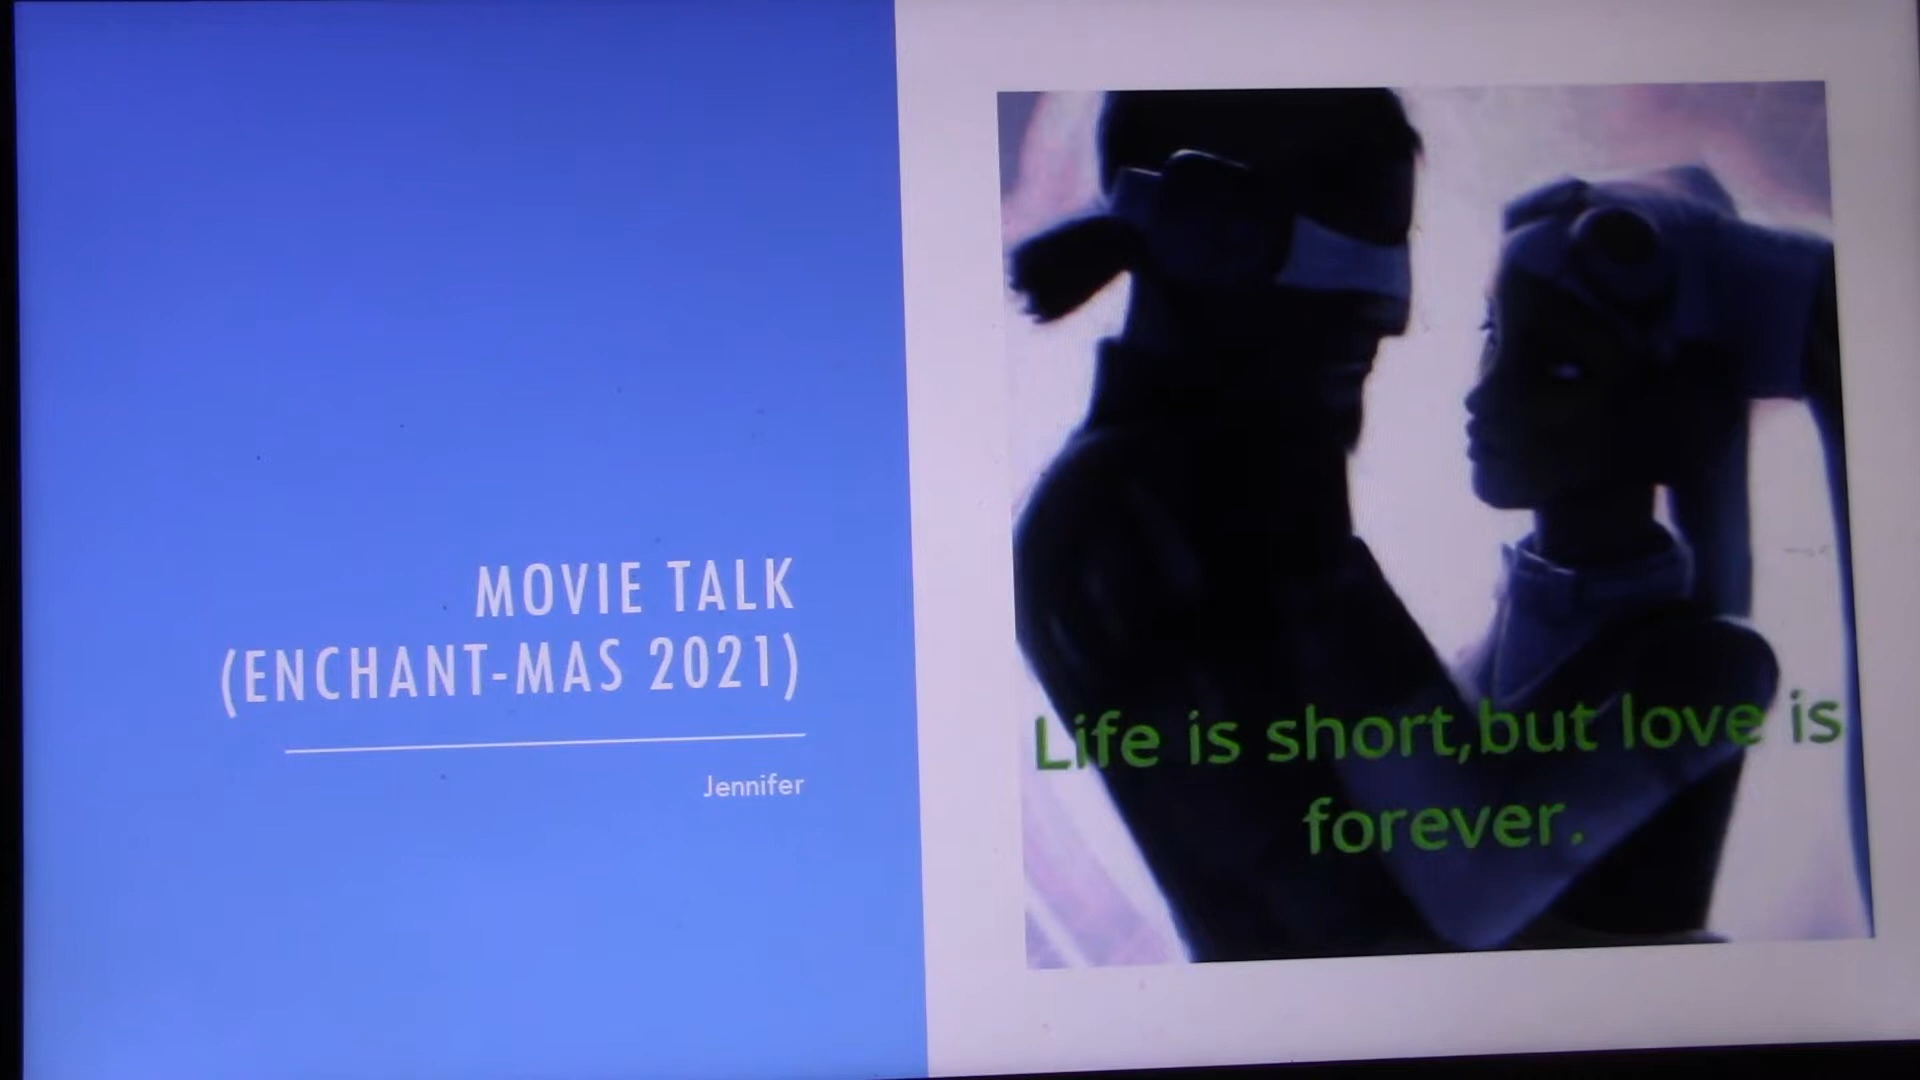 MOVIE TALK
(ENCHANT-MAS 2021)
Jennifer
Life is short,but love is
forever.